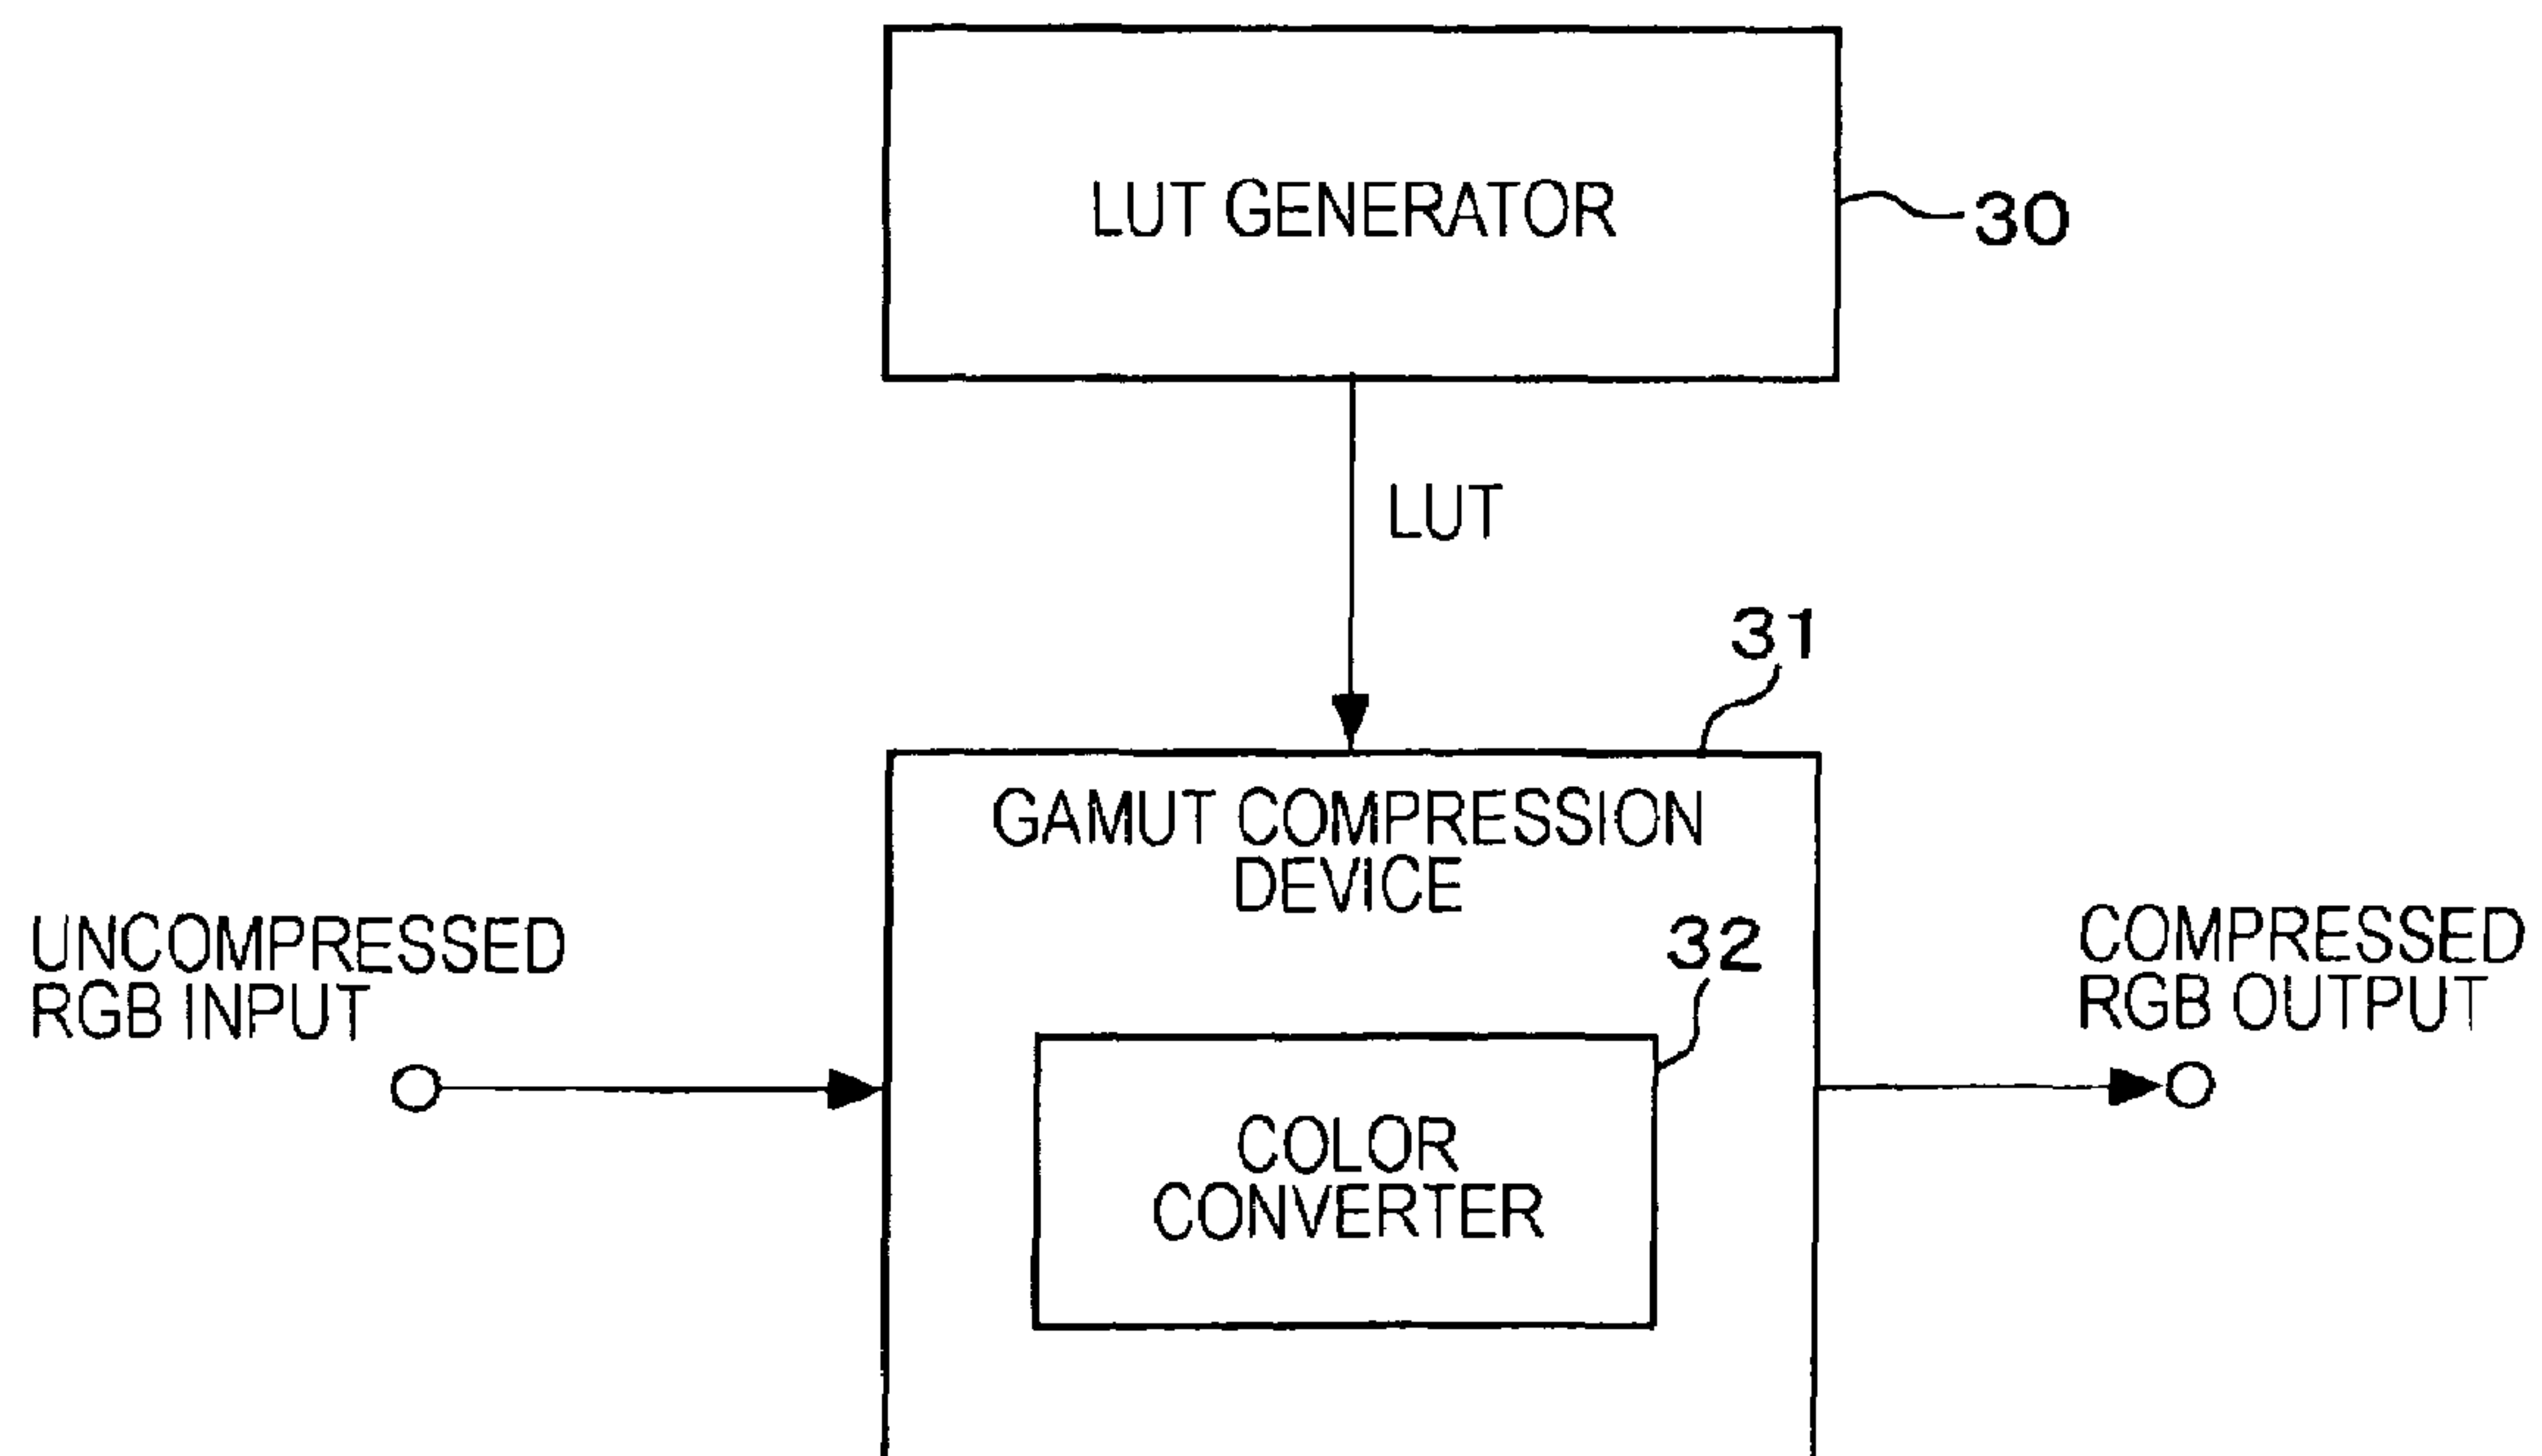 LUT GENERATOR
30
LUT
31
GAMUT COMPRESSION
DEVICE
UNCOMPRESSED
RGB INPUT
32
COMPRESSED
RGB OUTPUT
COLOR
CONVERTER